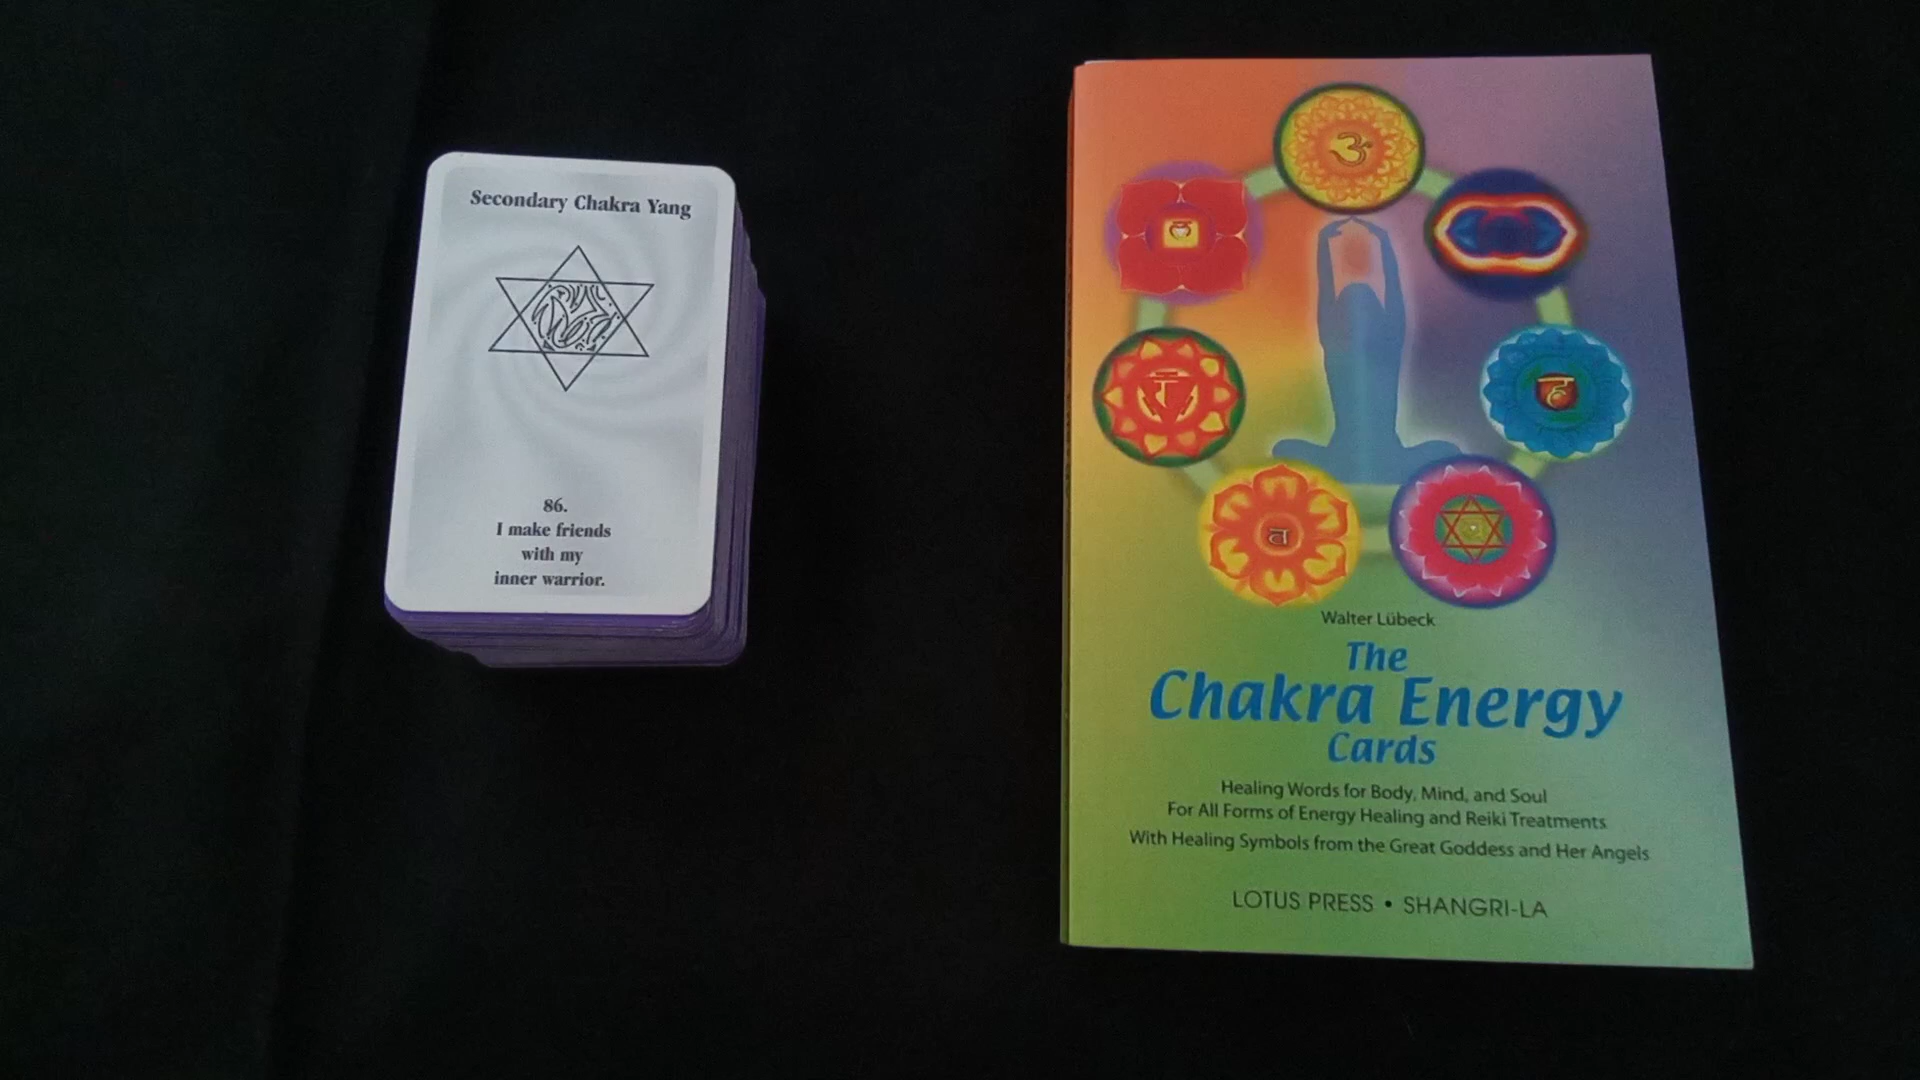 Secondary Chakra Yang
86.
I make friends
with my
inner warrior.
ॐ
ल
रं
ह
व
Walter Lübeck
The
Chakra Energy
Cards
Healing Words for Body, Mind, and Soul
For All Forms of Energy Healing and Reiki Treatments
With Healing Symbols from the Great Goddess and Her Angels
LOTUS PRESS • SHANGRI-LA